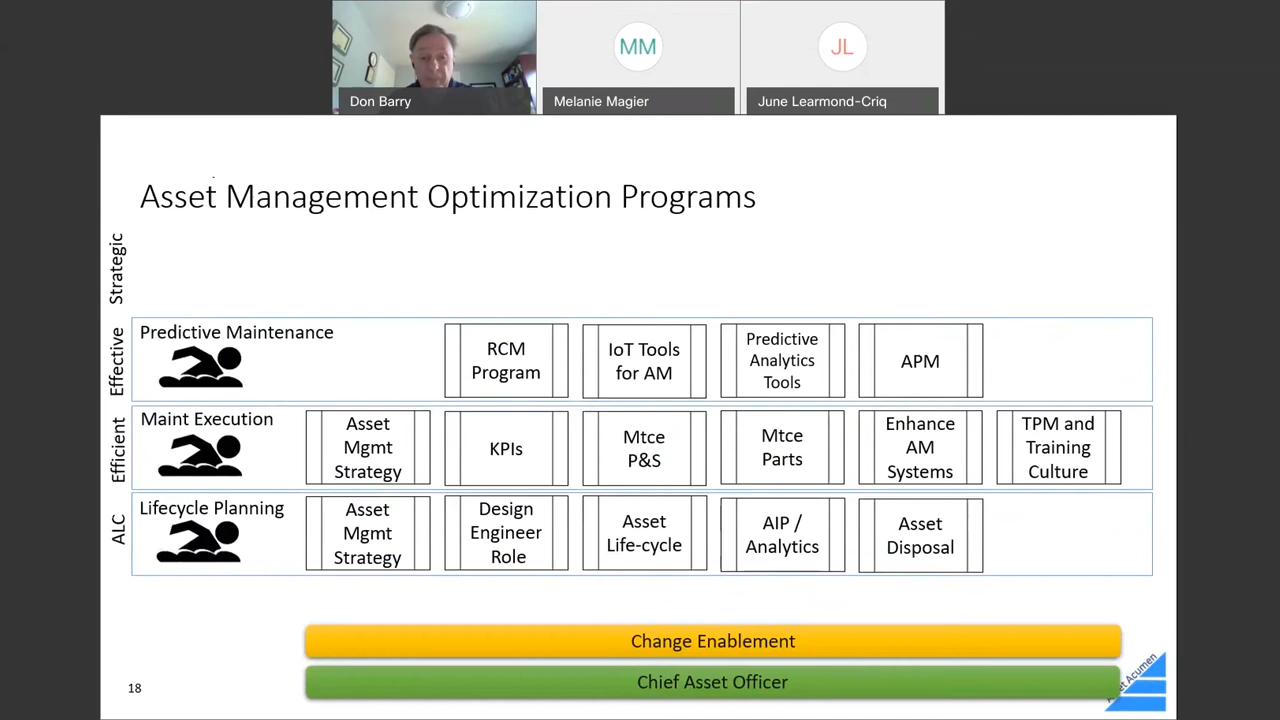 MM
JL
Don Barry
Melanie Magier
June Learmond-Criq
Asset Management Optimization Programs
Strategic
Effective
Predictive Maintenance
RCM
Program
IoT Tools
for AM
Predictive
Analytics
Tools
APM
Efficient
Maint Execution
Asset
Mgmt
Strategy
KPIs
Mtce
P&S
Mtce
Parts
Enhance
AM
Systems
TPM and
Training
Culture
ALC
Lifecycle Planning
Asset
Mgmt
Strategy
Design
Engineer
Role
Asset
Life-cycle
AIP /
Analytics
Asset
Disposal
Change Enablement
Chief Asset Officer
18
Acumen